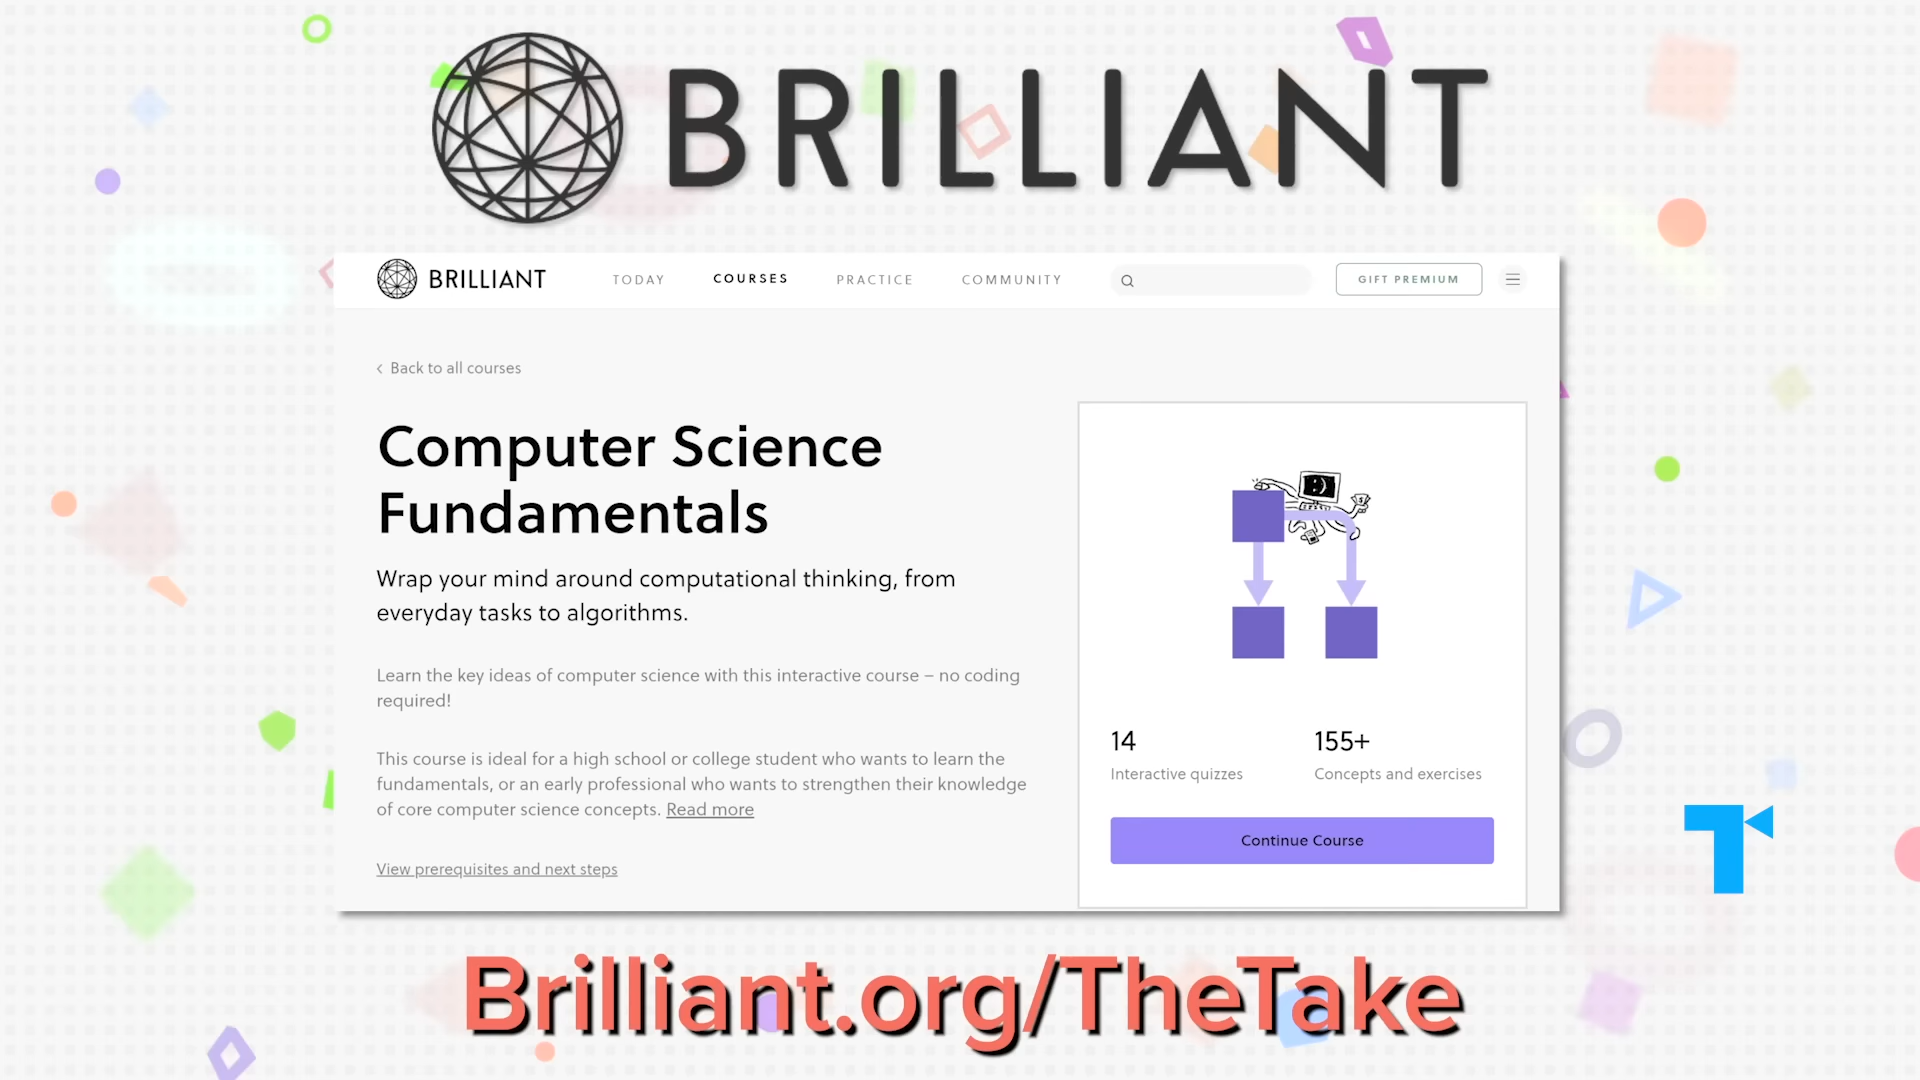 BRILLIANT
BRILLIANT TODAY COURSES PRACTICE COMMUNITY GIFT PREMIUM
Back to all courses
Computer Science
Fundamentals
Wrap your mind around computational thinking, from
everyday tasks to algorithms.
Learn the key ideas of computer science with this interactive course – no coding
required!
This course is ideal for a high school or college student who wants to learn the
fundamentals, or an early professional who wants to strengthen their knowledge
of core computer science concepts. Read more
View prerequisites and next steps
14
Interactive quizzes
155+
Concepts and exercises
Continue Course
T
Brilliant.org/TheTake